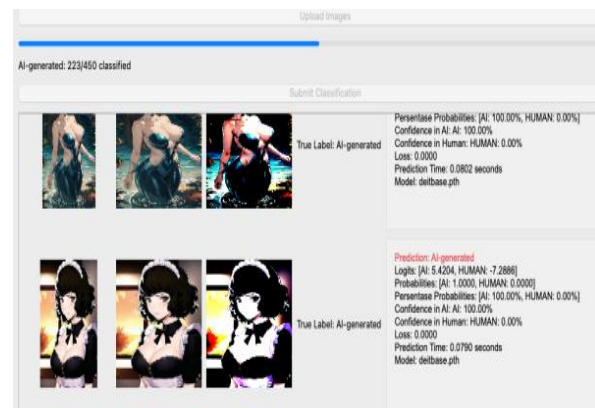 Upload Images
AI-generated: 223/450 classified
Submit Classification
True Label: AI-generated
Persentase Probabilities: [AI: 100.00%, HUMAN: 0.00%]
Confidence in AI: AI: 100.00%
Confidence in Human: HUMAN: 0.00%
Loss: 0.0000
Prediction Time: 0.0802 seconds
Model: deitbase.pth
True Label: AI-generated
Prediction: AI-generated
Logits: [AI: 5.4204, HUMAN: -7.2886]
Probabilities: [AI: 1.0000, HUMAN: 0.0000]
Persentase Probabilities: [AI: 100.00%, HUMAN: 0.00%]
Confidence in AI: AI: 100.00%
Confidence in Human: HUMAN: 0.00%
Loss: 0.0000
Prediction Time: 0.0790 seconds
Model: deitbase.pth